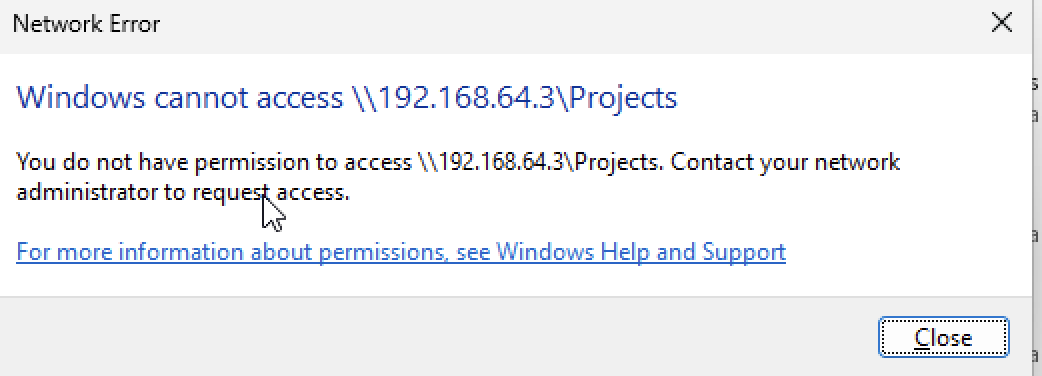 Network Error
Windows cannot access \\192.168.64.3\Projects
You do not have permission to access \\192.168.64.3\Projects. Contact your network
administrator to request access.
For more information about permissions, see Windows Help and Support
Close